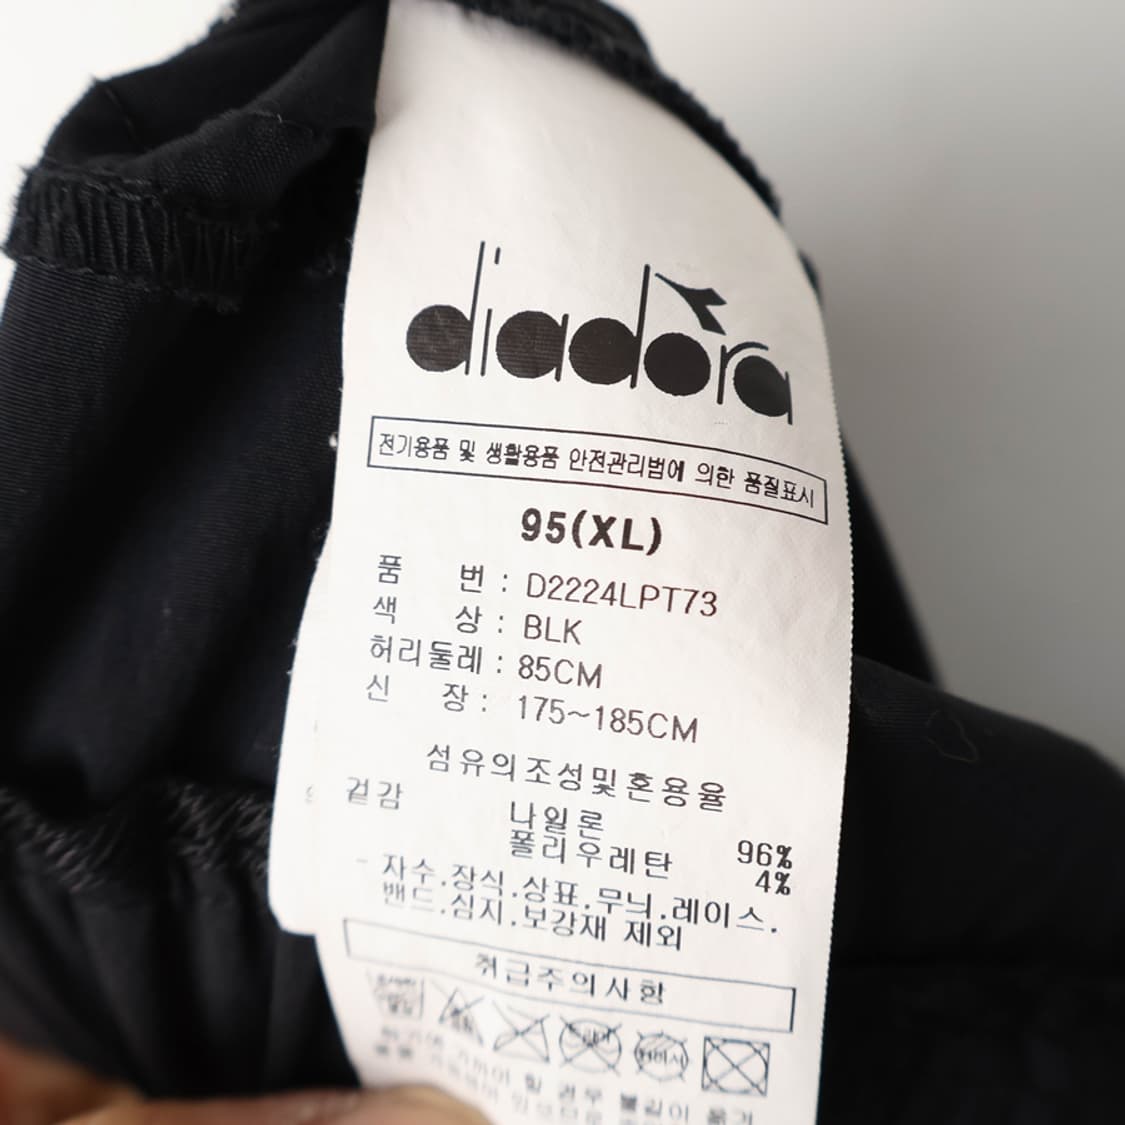 diadora
전기용품 및 생활용품 안전관리법에 의한 품질표시
95(XL)
품 번 : D2224LPT73
색 상 : BLK
허리둘레 : 85CM
신 장 : 175~185CM
섬유의조성및혼용율
겉감
나일론 96%
폴리우레탄 4%
자수.장식.상표.무늬.레이스.
밴드.심지.보강재 제외
취급주의사항